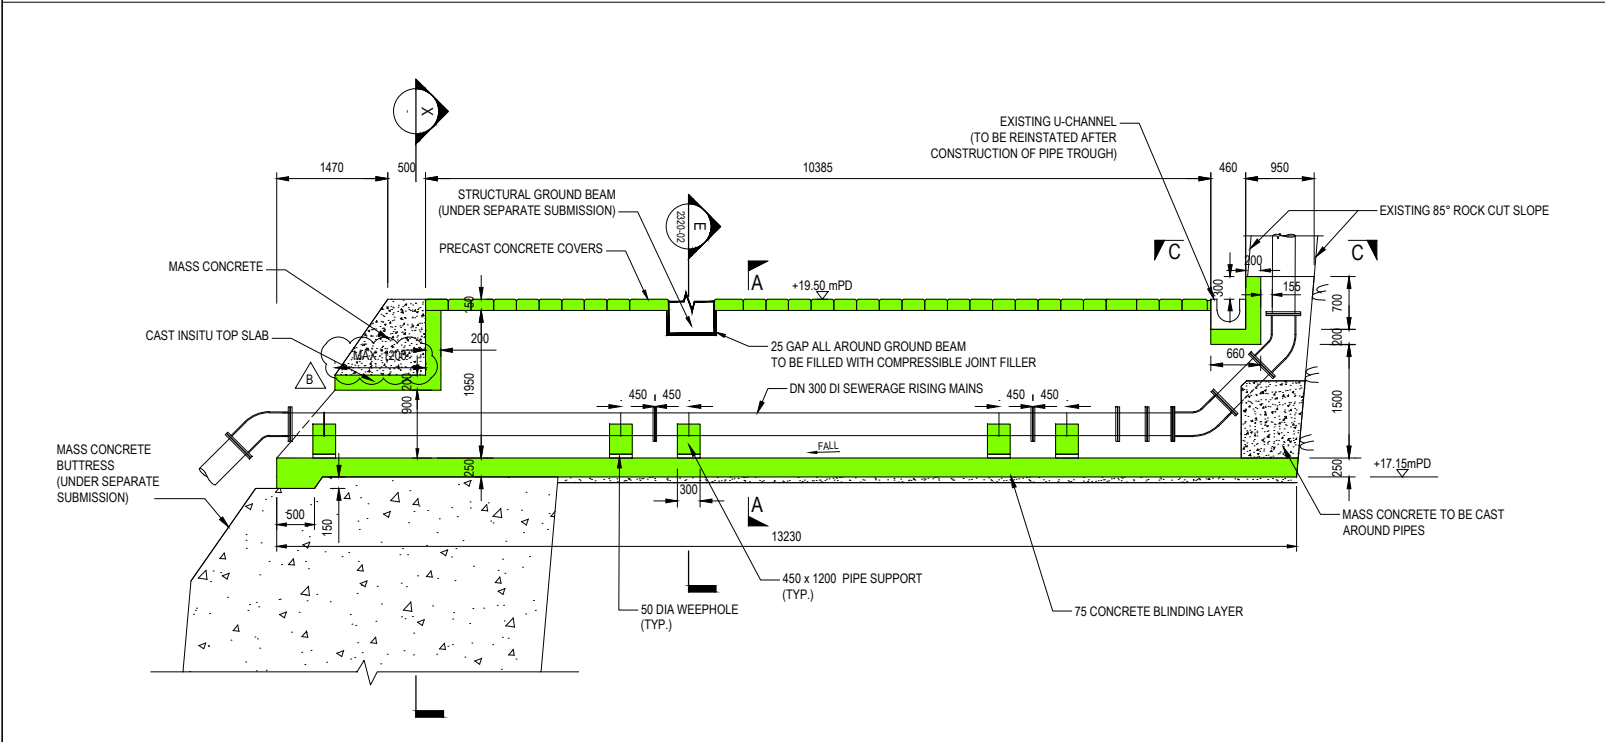 X
-
EXISTING U-CHANNEL
(TO BE REINSTATED AFTER
CONSTRUCTION OF PIPE TROUGH)
1470
500
10385
460
950
STRUCTURAL GROUND BEAM
(UNDER SEPARATE SUBMISSION)
E
2320-02
EXISTING 85° ROCK CUT SLOPE
PRECAST CONCRETE COVERS
C
C
MASS CONCRETE
A
200
+19.50 mPD
300
155
150
700
CAST INSITU TOP SLAB
200
25 GAP ALL AROUND GROUND BEAM
TO BE FILLED WITH COMPRESSIBLE JOINT FILLER
200
MAX. 1200
660
B
200
1950
DN 300 DI SEWERAGE RISING MAINS
900
450
450
450
450
1500
MASS CONCRETE
BUTTRESS
(UNDER SEPARATE
SUBMISSION)
FALL
250
250
+17.15mPD
300
A
500
150
MASS CONCRETE TO BE CAST
AROUND PIPES
13230
450 x 1200 PIPE SUPPORT
(TYP.)
50 DIA WEEPHOLE
(TYP.)
75 CONCRETE BLINDING LAYER